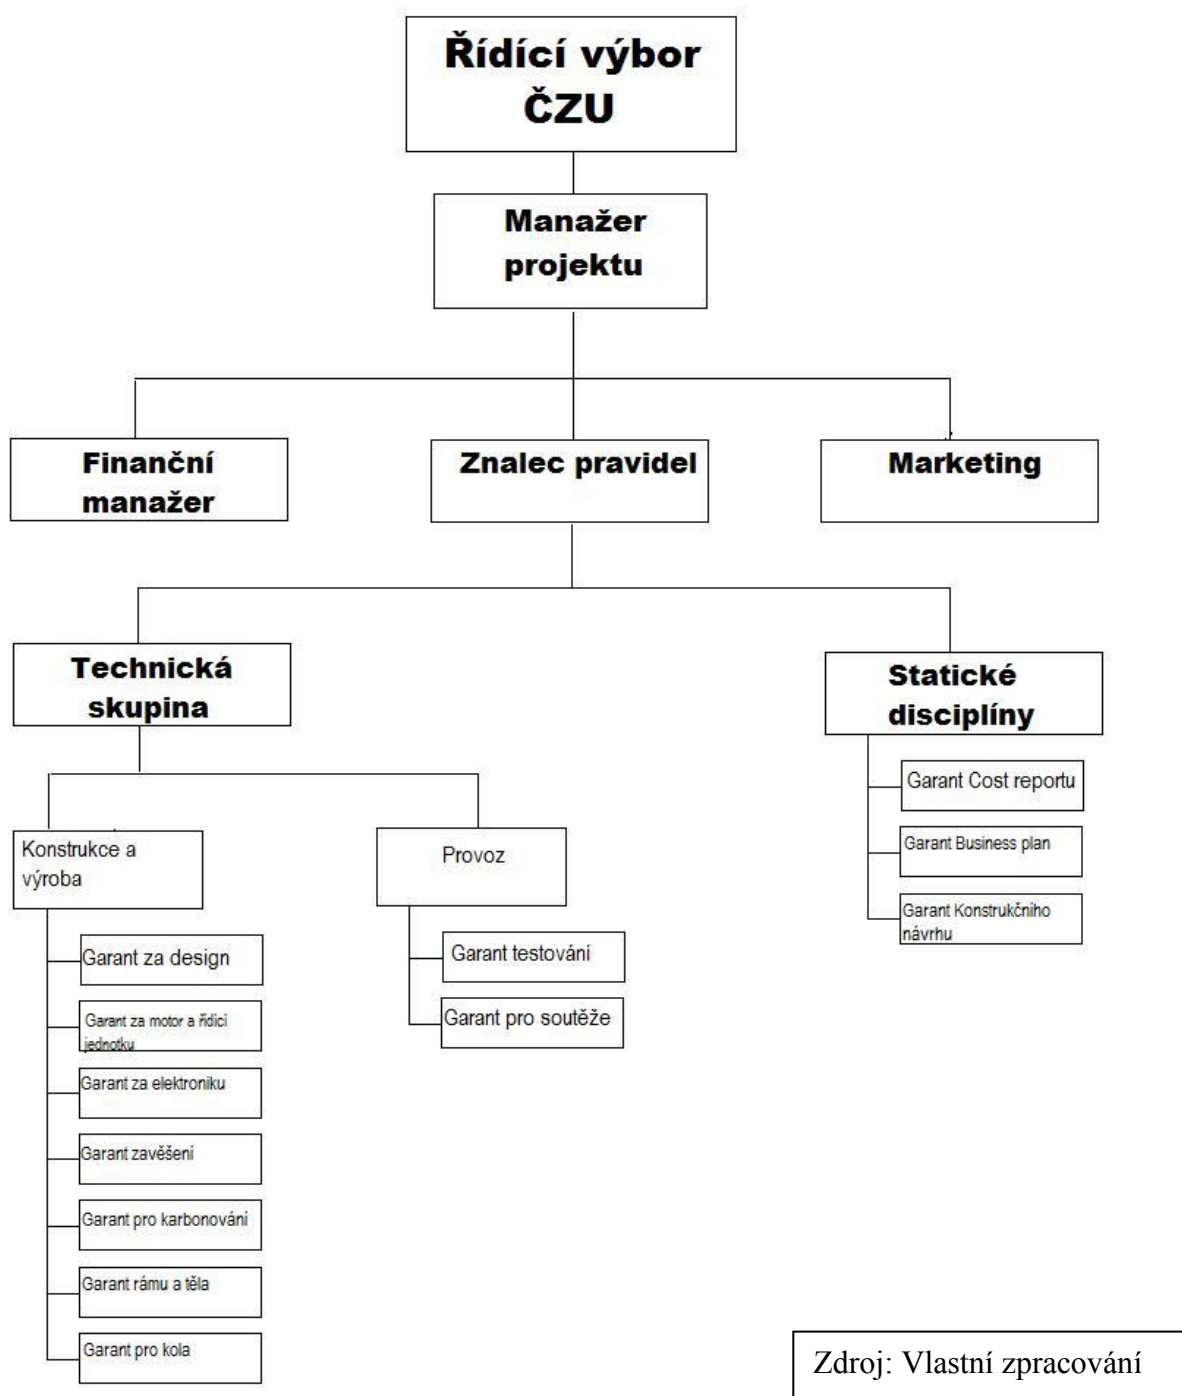 Řídící výbor
ČZU
Manažer
projektu
Finanční
manažer
Znalec pravidel
Marketing
Technická
skupina
Statické
disciplíny
Garant Cost reportu
Garant Business plan
Garant Konstrukčního
návrhu
Konstrukce a
výroba
Provoz
Garant za design
Garant za motor a řídící
jednotku
Garant za elektroniku
Garant zavěšení
Garant pro karbonování
Garant rámu a těla
Garant pro kola
Garant testování
Garant pro soutěže
Zdroj: Vlastní zpracování